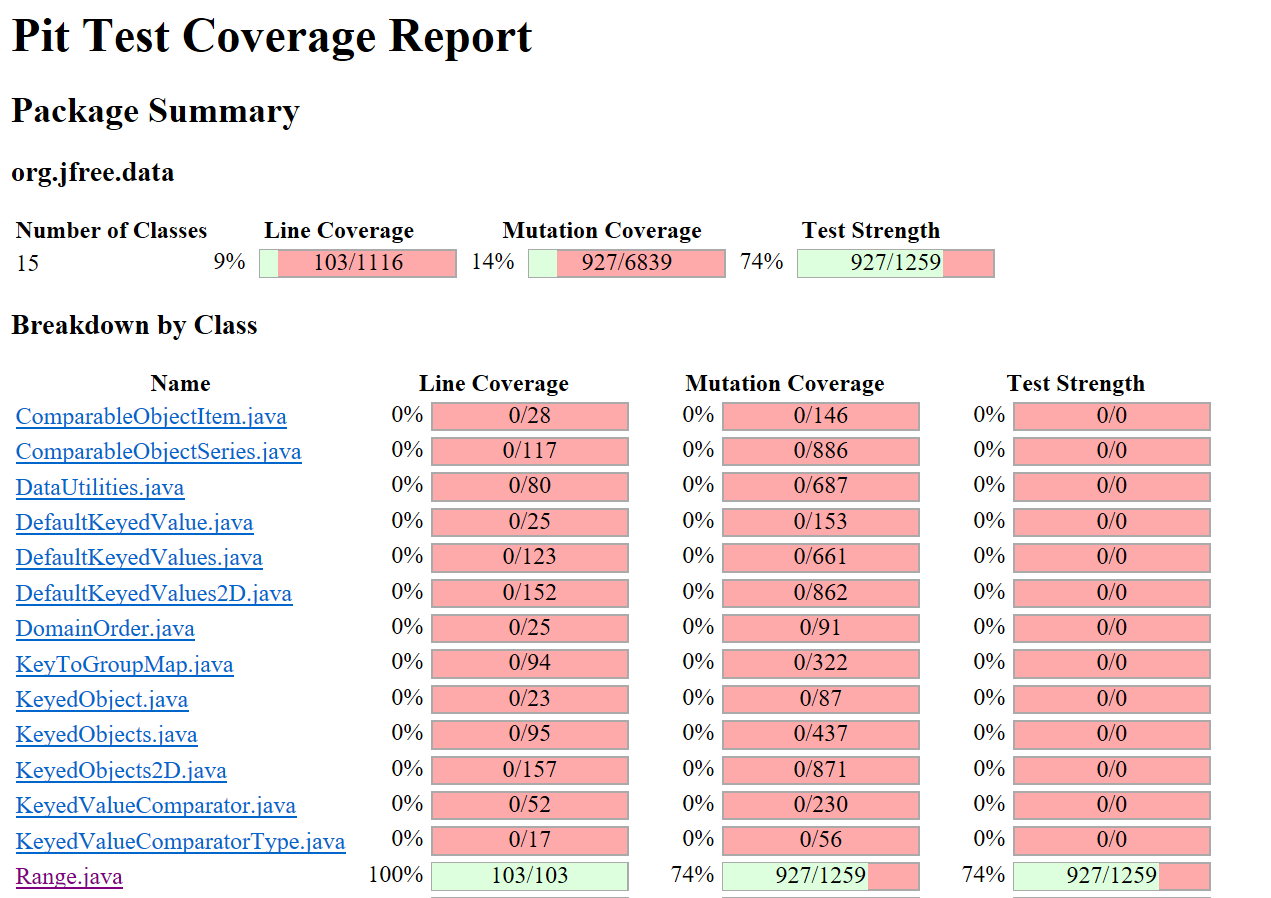 Pit Test Coverage Report
Package Summary
org.jfree.data
Number of Classes Line Coverage Mutation Coverage Test Strength
15 9% 103/1116 14% 927/6839 74% 927/1259
Breakdown by Class
Name Line Coverage Mutation Coverage Test Strength
ComparableObjectItem.java 0% 0/28 0% 0/146 0% 0/0
ComparableObjectSeries.java 0% 0/117 0% 0/886 0% 0/0
DataUtilities.java 0% 0/80 0% 0/687 0% 0/0
DefaultKeyedValue.java 0% 0/25 0% 0/153 0% 0/0
DefaultKeyedValues.java 0% 0/123 0% 0/661 0% 0/0
DefaultKeyedValues2D.java 0% 0/152 0% 0/862 0% 0/0
DomainOrder.java 0% 0/25 0% 0/91 0% 0/0
KeyToGroupMap.java 0% 0/94 0% 0/322 0% 0/0
KeyedObject.java 0% 0/23 0% 0/87 0% 0/0
KeyedObjects.java 0% 0/95 0% 0/437 0% 0/0
KeyedObjects2D.java 0% 0/157 0% 0/871 0% 0/0
KeyedValueComparator.java 0% 0/52 0% 0/230 0% 0/0
KeyedValueComparatorType.java 0% 0/17 0% 0/56 0% 0/0
Range.java 100% 103/103 74% 927/1259 74% 927/1259